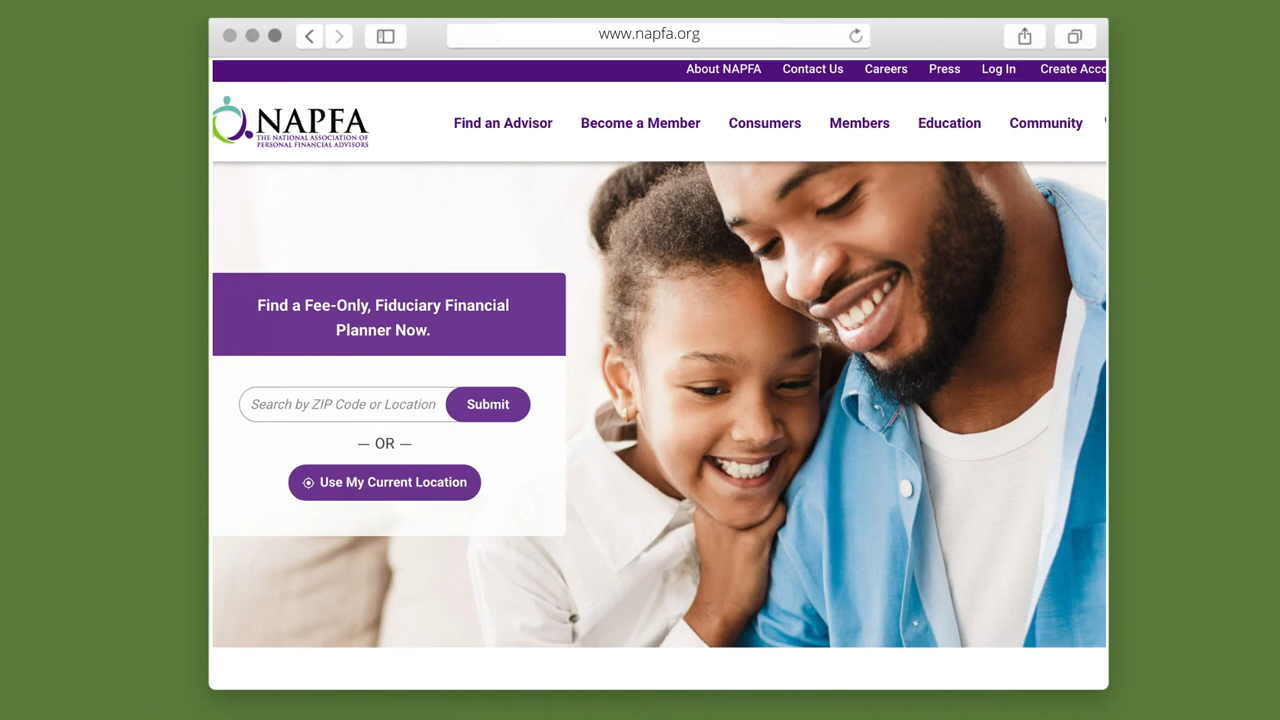 www.napfa.org
About NAPFA Contact Us Careers Press Log In Create Acco
NAPFA
THE NATIONAL ASSOCIATION OF
PERSONAL FINANCIAL ADVISORS
Find an Advisor Become a Member Consumers Members Education Community
Find a Fee-Only, Fiduciary Financial
Planner Now.
Search by ZIP Code or Location Submit
— OR —
Use My Current Location